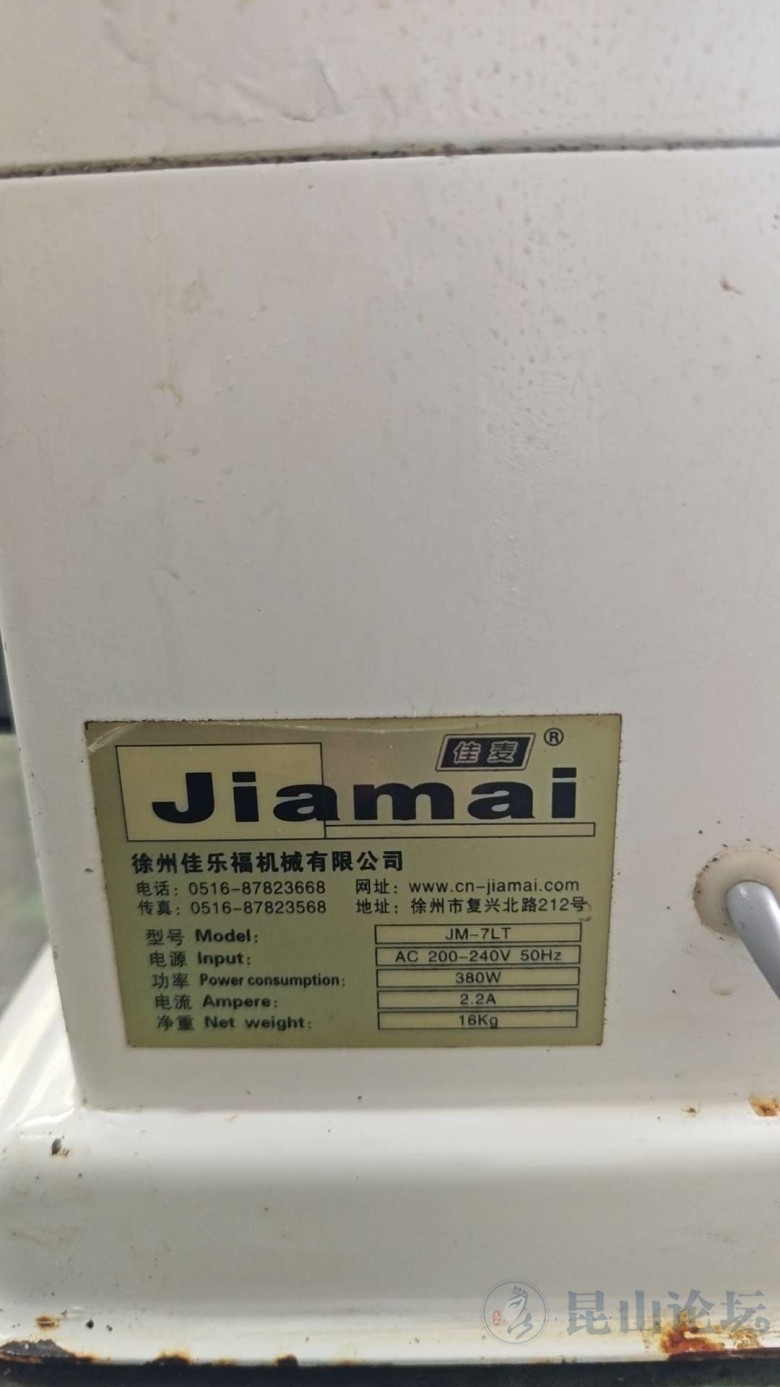 佳麦 ®
Jiamai
徐州佳乐福机械有限公司
电话：0516-87823668 网址：www.cn-jiamai.com
传真：0516-87823568 地址：徐州市复兴北路212号
型号 Model： JM-7LT
电源 Input： AC 200-240V 50Hz
功率 Power consumption： 380W
电流 Ampere： 2.2A
净重 Net weight： 16Kg
昆山论坛